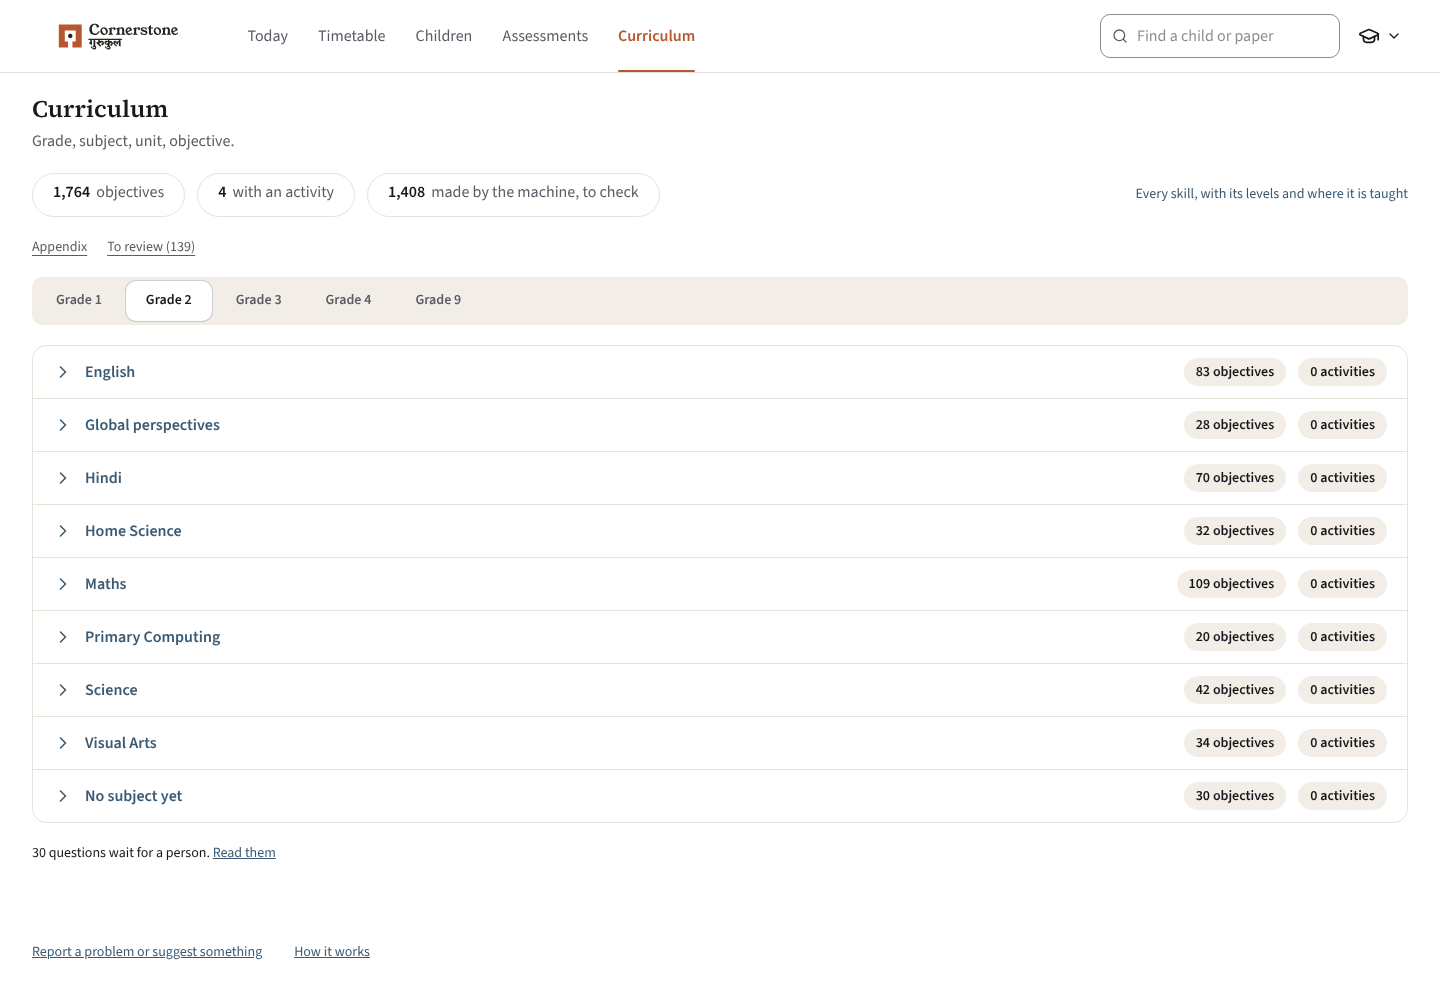 Cornerstone
गुरुकुल
Today
Timetable
Children
Assessments
Curriculum
Find a child or paper
Curriculum
Grade, subject, unit, objective.
1,764 objectives
4 with an activity
1,408 made by the machine, to check
Every skill, with its levels and where it is taught
Appendix
To review (139)
Grade 1
Grade 2
Grade 3
Grade 4
Grade 9
English 83 objectives 0 activities
Global perspectives 28 objectives 0 activities
Hindi 70 objectives 0 activities
Home Science 32 objectives 0 activities
Maths 109 objectives 0 activities
Primary Computing 20 objectives 0 activities
Science 42 objectives 0 activities
Visual Arts 34 objectives 0 activities
No subject yet 30 objectives 0 activities
30 questions wait for a person. Read them
Report a problem or suggest something
How it works